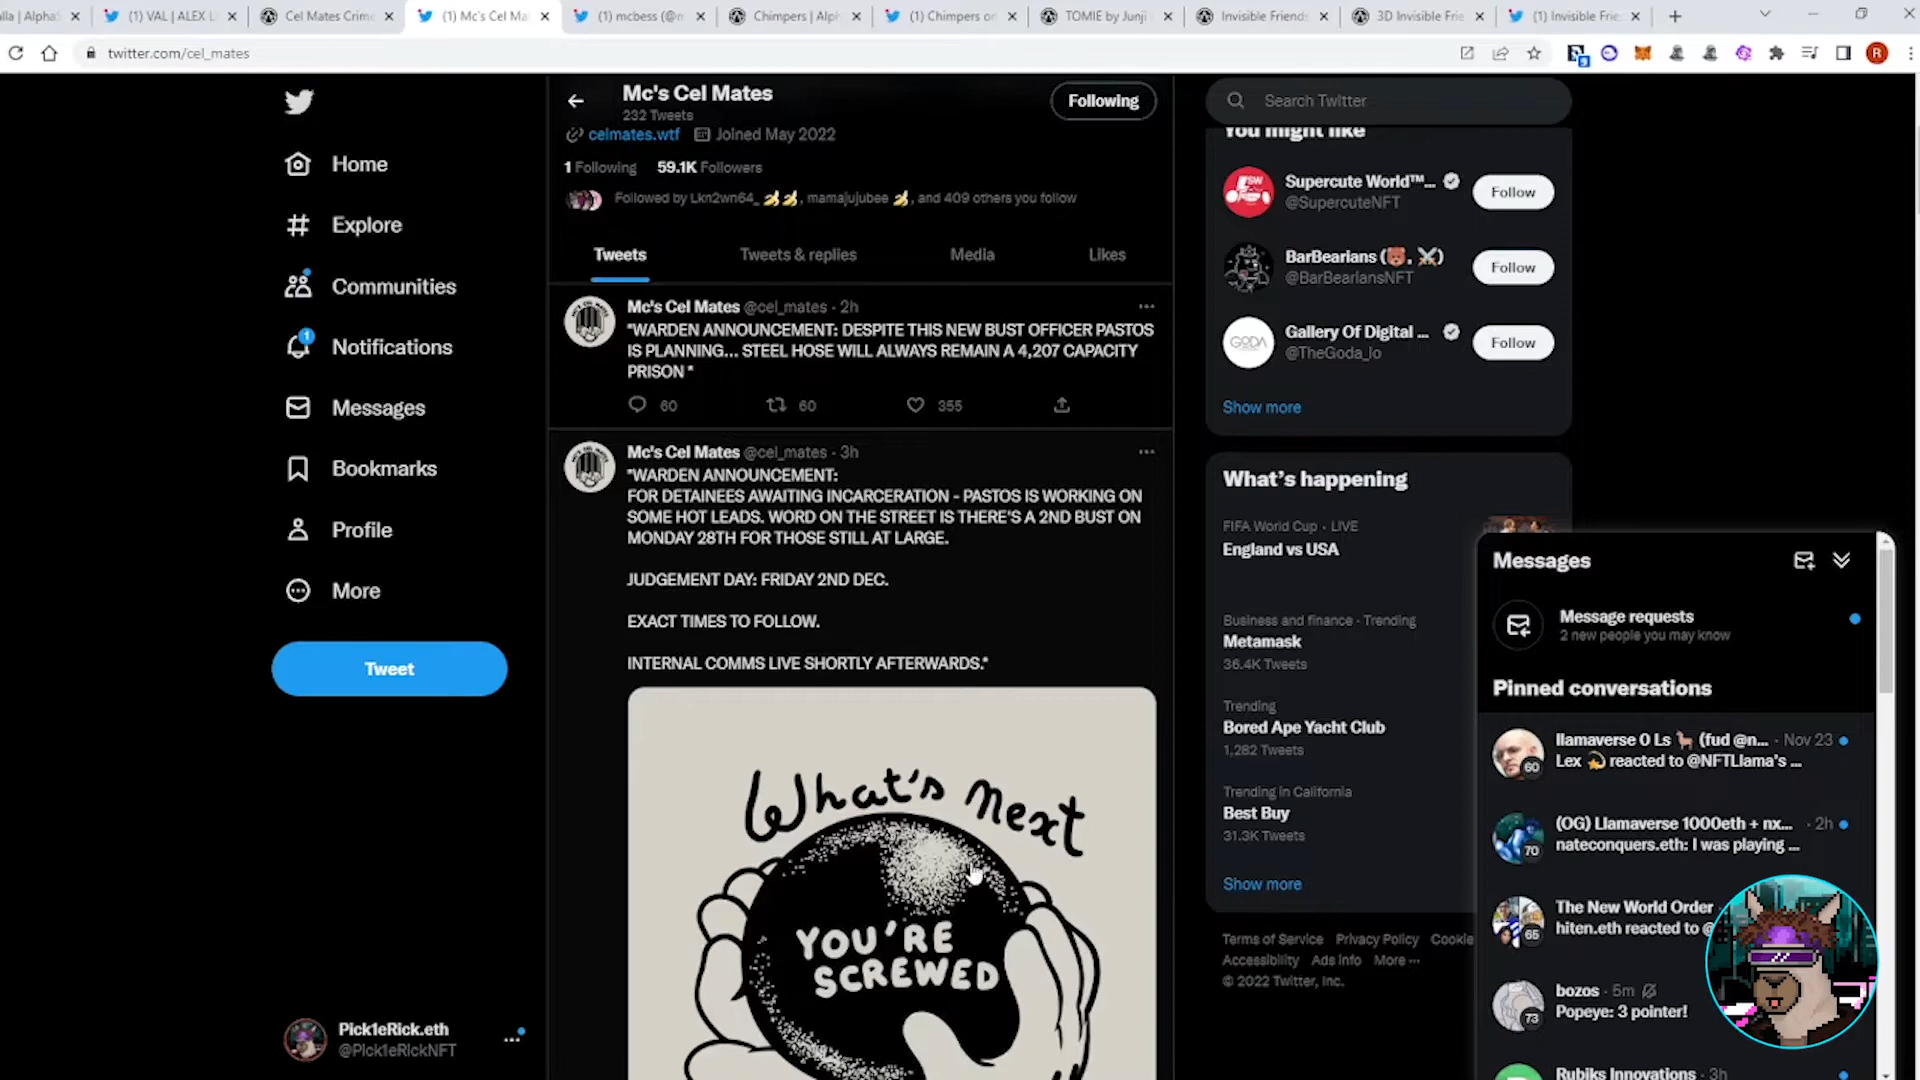 lla | Alpha
(1) VAL | ALEX L
Cel Mates Crime
(1) Mc's Cel Ma
(1) mcbess (@m
Chimpers | Alph
(1) Chimpers on
TOMIE by Junji
Invisible Friends
3D Invisible Frie
(1) Invisible Frie
twitter.com/cel_mates
R
Home
Explore
Communities
1
Notifications
Messages
Bookmarks
Profile
More
Tweet
Pick1eRick.eth
@Pick1eRickNFT
Mc's Cel Mates
232 Tweets
Following
celmates.wtf
Joined May 2022
1 Following 59.1K Followers
Followed by Lkn2wn64_ 🍌🍌, mamajujubee 🍌, and 409 others you follow
Tweets
Tweets & replies
Media
Likes
Mc's Cel Mates @cel_mates · 2h
"WARDEN ANNOUNCEMENT: DESPITE THIS NEW BUST OFFICER PASTOS
IS PLANNING... STEEL HOSE WILL ALWAYS REMAIN A 4,207 CAPACITY
PRISON "
60
60
355
Mc's Cel Mates @cel_mates · 3h
"WARDEN ANNOUNCEMENT:
FOR DETAINEES AWAITING INCARCERATION - PASTOS IS WORKING ON
SOME HOT LEADS. WORD ON THE STREET IS THERE'S A 2ND BUST ON
MONDAY 28TH FOR THOSE STILL AT LARGE.
JUDGEMENT DAY: FRIDAY 2ND DEC.
EXACT TIMES TO FOLLOW.
INTERNAL COMMS LIVE SHORTLY AFTERWARDS."
What's next
YOU'RE
SCREWED
Search Twitter
You might like
Supercute World™...
@SupercuteNFT
Follow
BarBearians (🐻, ⚔️)
@BarBeariansNFT
Follow
GODA
Gallery Of Digital ...
@TheGoda_io
Follow
Show more
What's happening
FIFA World Cup · LIVE
England vs USA
Business and finance · Trending
Metamask
36.4K Tweets
Trending
Bored Ape Yacht Club
1,282 Tweets
Trending in California
Best Buy
31.3K Tweets
Show more
Terms of Service Privacy Policy Cookie
Accessibility Ads info More ···
© 2022 Twitter, Inc.
Messages
Message requests
2 new people you may know
Pinned conversations
llamaverse 0 Ls 🦙 (fud @n... · Nov 23
Lex 💫 reacted to @NFTLlama's ...
60
(OG) Llamaverse 1000eth + nx... · 2h
nateconquers.eth: I was playing ...
70
The New World Order
hiten.eth reacted to @
65
bozos · 5m
Popeye: 3 pointer!
73
Rubiks Innovations · 3h